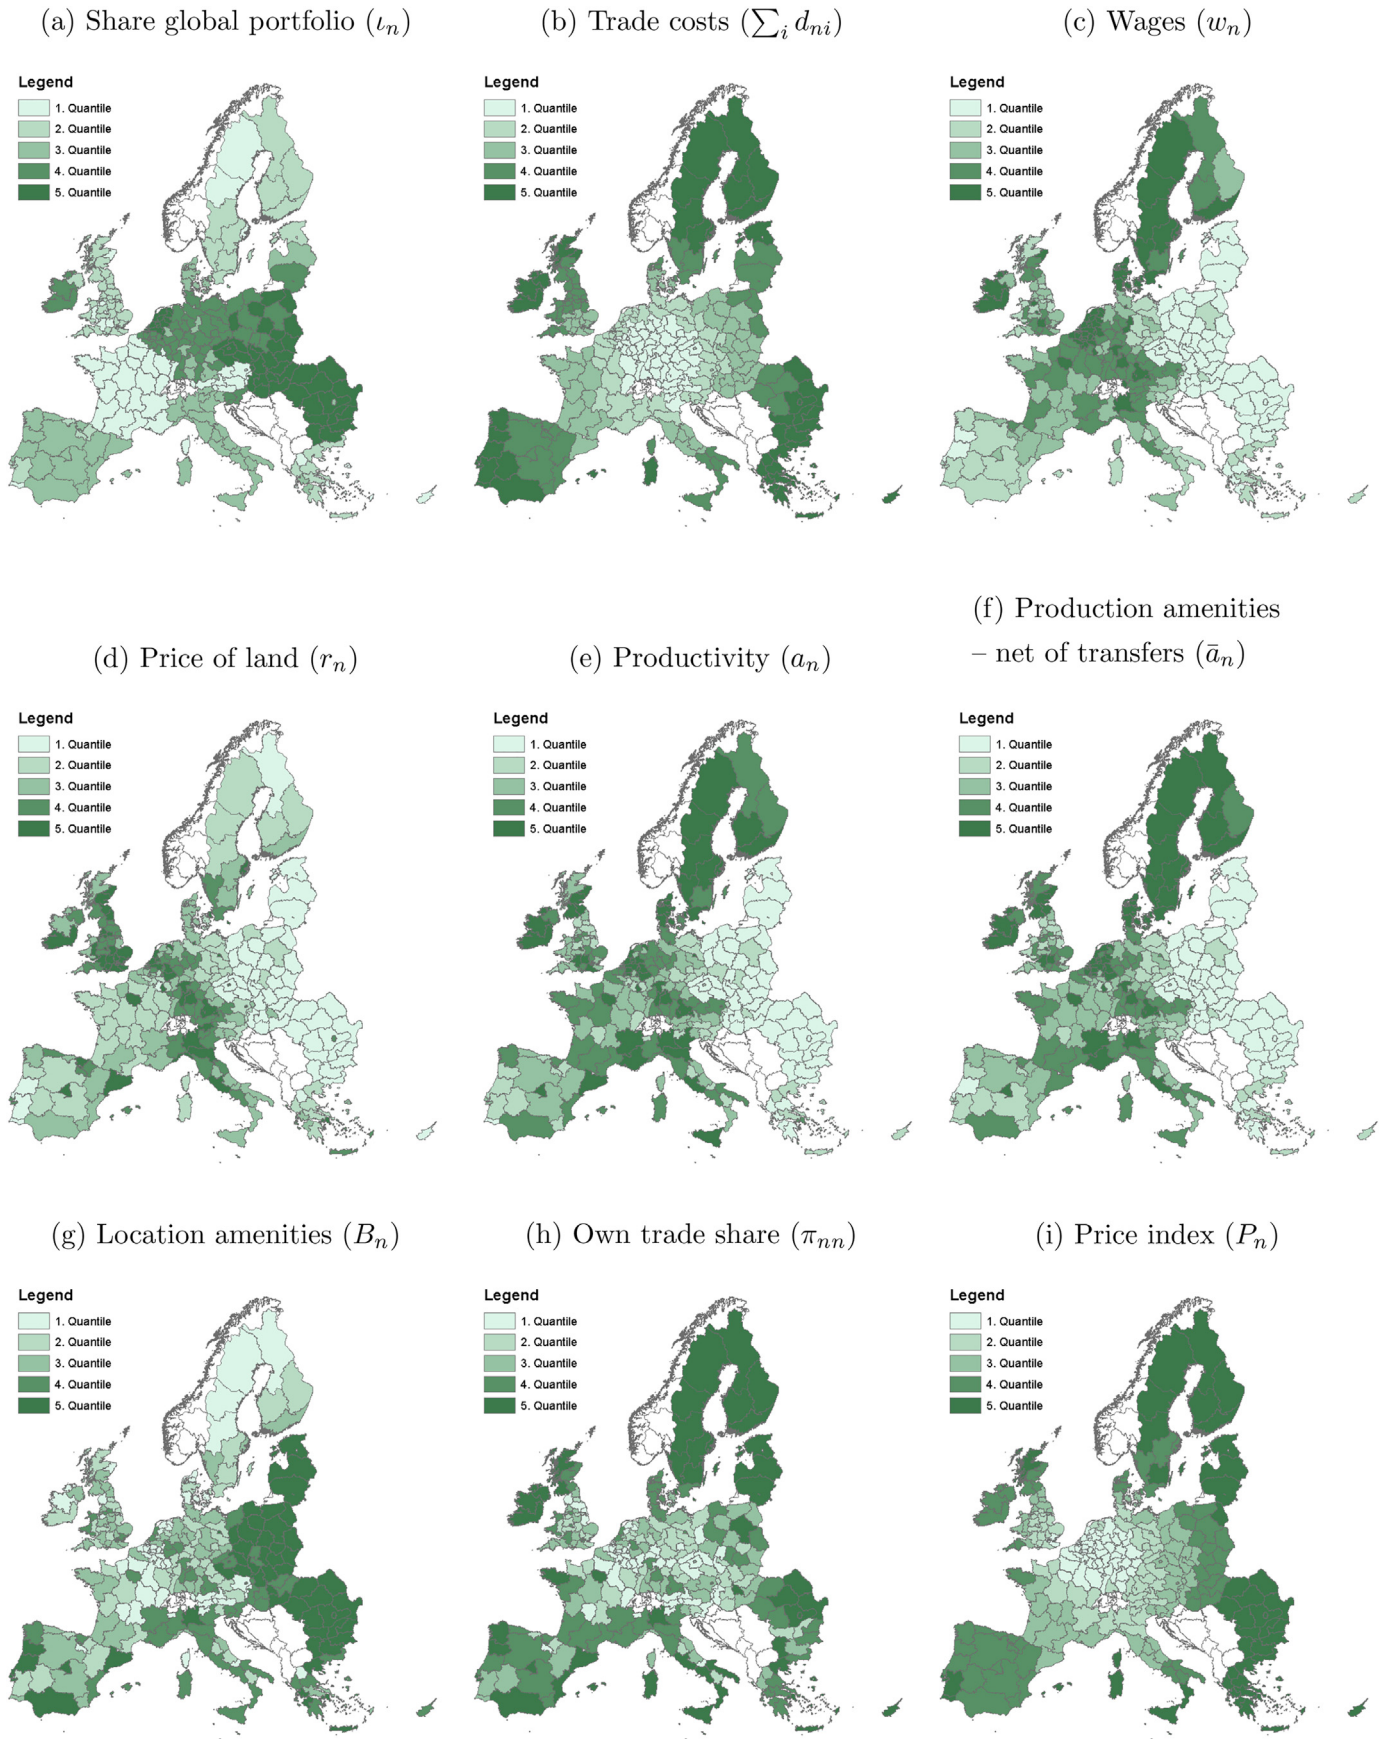 (a) Share global portfolio (ιₙ)
(b) Trade costs (∑ᵢ dₙᵢ)
(c) Wages (wₙ)
Legend
1. Quantile
2. Quantile
3. Quantile
4. Quantile
5. Quantile
Legend
1. Quantile
2. Quantile
3. Quantile
4. Quantile
5. Quantile
Legend
1. Quantile
2. Quantile
3. Quantile
4. Quantile
5. Quantile
(d) Price of land (rₙ)
(e) Productivity (aₙ)
(f) Production amenities
– net of transfers (āₙ)
Legend
1. Quantile
2. Quantile
3. Quantile
4. Quantile
5. Quantile
Legend
1. Quantile
2. Quantile
3. Quantile
4. Quantile
5. Quantile
Legend
1. Quantile
2. Quantile
3. Quantile
4. Quantile
5. Quantile
(g) Location amenities (Bₙ)
(h) Own trade share (πₙₙ)
(i) Price index (Pₙ)
Legend
1. Quantile
2. Quantile
3. Quantile
4. Quantile
5. Quantile
Legend
1. Quantile
2. Quantile
3. Quantile
4. Quantile
5. Quantile
Legend
1. Quantile
2. Quantile
3. Quantile
4. Quantile
5. Quantile